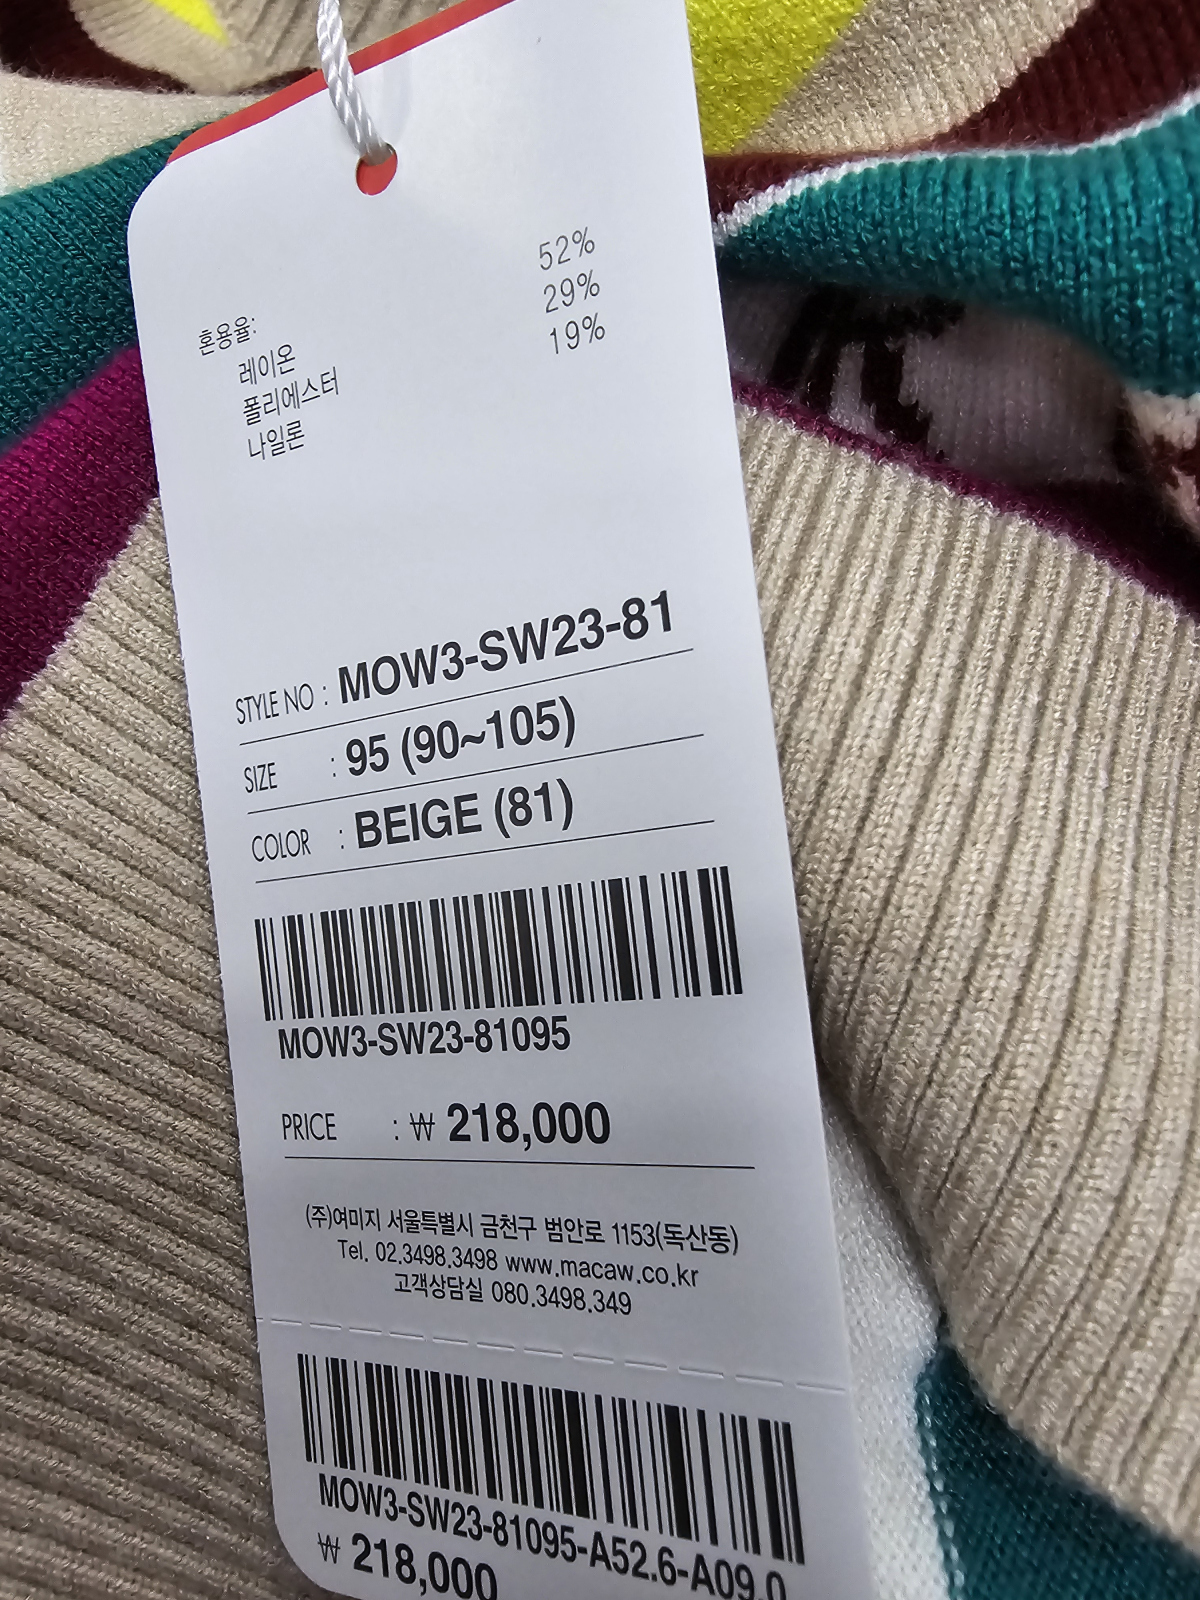 혼용율:
레이온 52%
폴리에스터 29%
나일론 19%
STYLE NO : MOW3-SW23-81
SIZE : 95 (90~105)
COLOR : BEIGE (81)
MOW3-SW23-81095
PRICE : ₩ 218,000
(주)여미지 서울특별시 금천구 범안로 1153(독산동)
Tel. 02.3498.3498 www.macaw.co.kr
고객상담실 080.3498.349
MOW3-SW23-81095-A52.6-A09.0
₩ 218,000